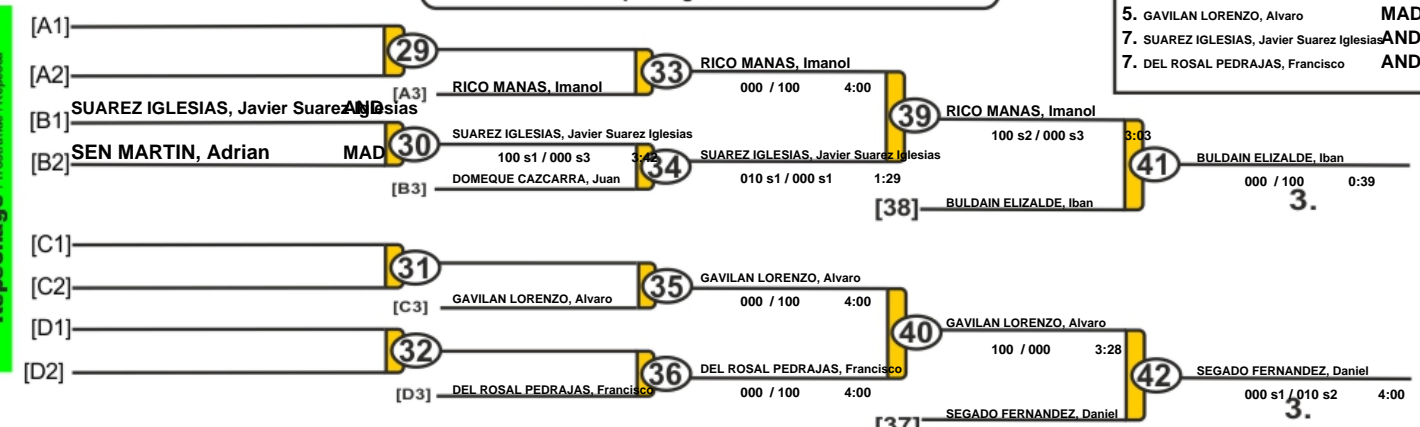 5. GAVILAN LORENZO, Alvaro MAD
7. SUAREZ IGLESIAS, Javier Suarez Iglesias AND
7. DEL ROSAL PEDRAJAS, Francisco AND
[A1]
29
[A2]
[A3] RICO MANAS, Imanol
33
RICO MANAS, Imanol
000 / 100 4:00
[B1] SUAREZ IGLESIAS, Javier Suarez Iglesias AND
30
[B2] SEN MARTIN, Adrian MAD
SUAREZ IGLESIAS, Javier Suarez Iglesias
100 s1 / 000 s3 3:42
34
[B3] DOMEQUE CAZCARRA, Juan
SUAREZ IGLESIAS, Javier Suarez Iglesias
010 s1 / 000 s1 1:29
39
RICO MANAS, Imanol
100 s2 / 000 s3 3:03
41
[38] BULDAIN ELIZALDE, Iban
BULDAIN ELIZALDE, Iban
000 / 100 0:39
3.
[C1]
31
[C2]
[C3] GAVILAN LORENZO, Alvaro
35
GAVILAN LORENZO, Alvaro
000 / 100 4:00
[D1]
32
[D2]
[D3] DEL ROSAL PEDRAJAS, Francisco
36
DEL ROSAL PEDRAJAS, Francisco
000 / 100 4:00
40
GAVILAN LORENZO, Alvaro
100 / 000 3:28
42
[37] SEGADO FERNANDEZ, Daniel
SEGADO FERNANDEZ, Daniel
000 s1 / 010 s2 4:00
3.